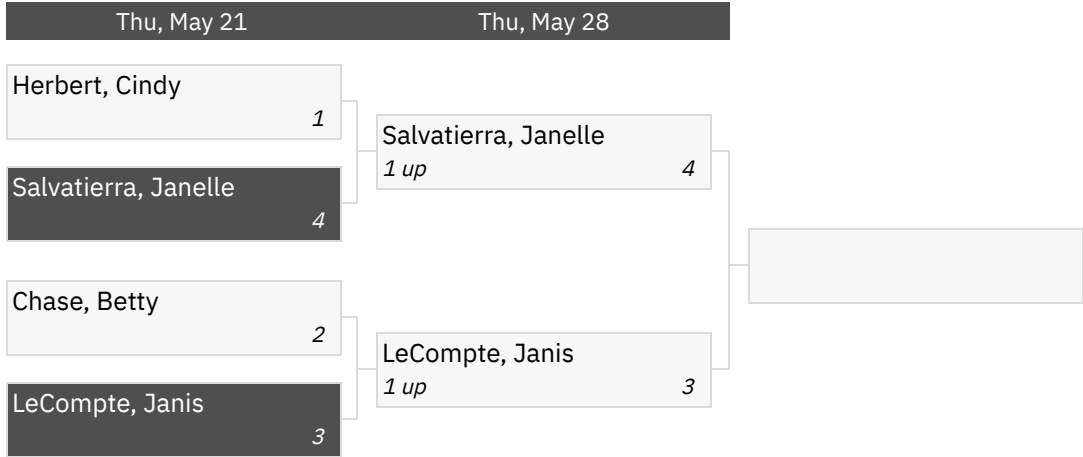 Thu, May 21
Thu, May 28
Herbert, Cindy
1
Salvatierra, Janelle
4
Chase, Betty
2
LeCompte, Janis
3
Salvatierra, Janelle
1 up 4
LeCompte, Janis
1 up 3